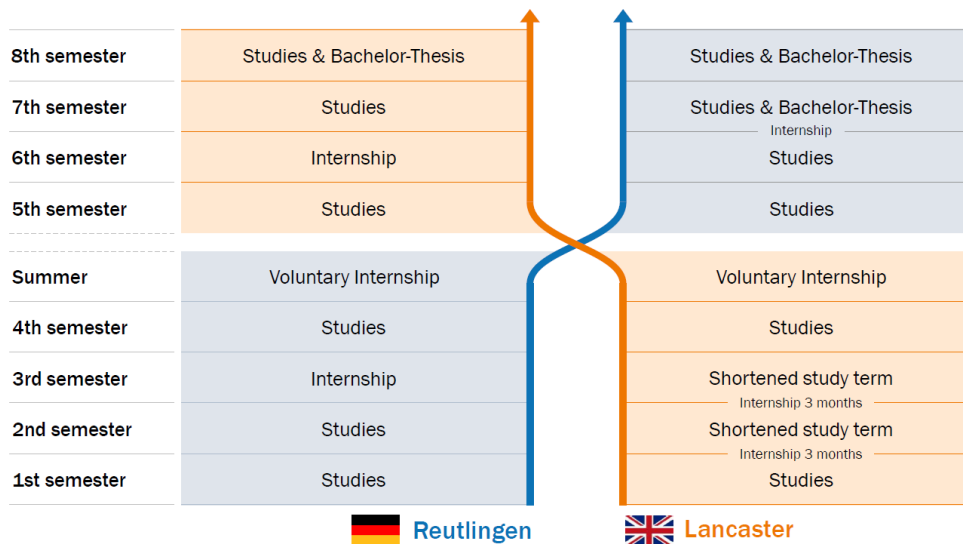 8th semester Studies & Bachelor-Thesis Studies & Bachelor-Thesis
7th semester Studies Studies & Bachelor-Thesis
Internship
6th semester Internship Studies
5th semester Studies Studies
Summer Voluntary Internship Voluntary Internship
4th semester Studies Studies
3rd semester Internship Shortened study term
Internship 3 months
2nd semester Studies Shortened study term
Internship 3 months
1st semester Studies Studies
Reutlingen Lancaster